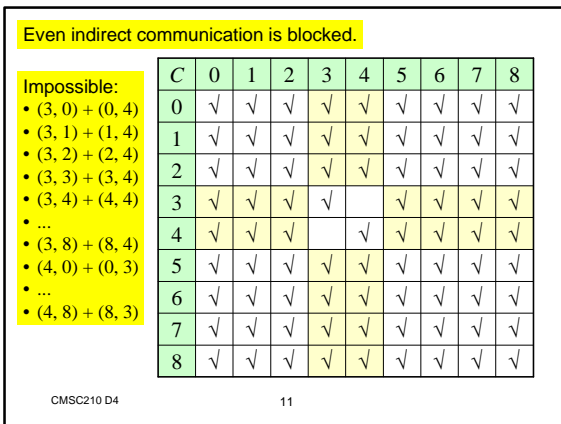 Even indirect communication is blocked.
Impossible:
• (3, 0) + (0, 4)
• (3, 1) + (1, 4)
• (3, 2) + (2, 4)
• (3, 3) + (3, 4)
• (3, 4) + (4, 4)
• ...
• (3, 8) + (8, 4)
• (4, 0) + (0, 3)
• ...
• (4, 8) + (8, 3)
C 0 1 2 3 4 5 6 7 8
0 √ √ √ √ √ √ √ √ √
1 √ √ √ √ √ √ √ √ √
2 √ √ √ √ √ √ √ √ √
3 √ √ √ √ √ √ √ √
4 √ √ √ √ √ √ √ √
5 √ √ √ √ √ √ √ √ √
6 √ √ √ √ √ √ √ √ √
7 √ √ √ √ √ √ √ √ √
8 √ √ √ √ √ √ √ √ √
CMSC210 D4 11